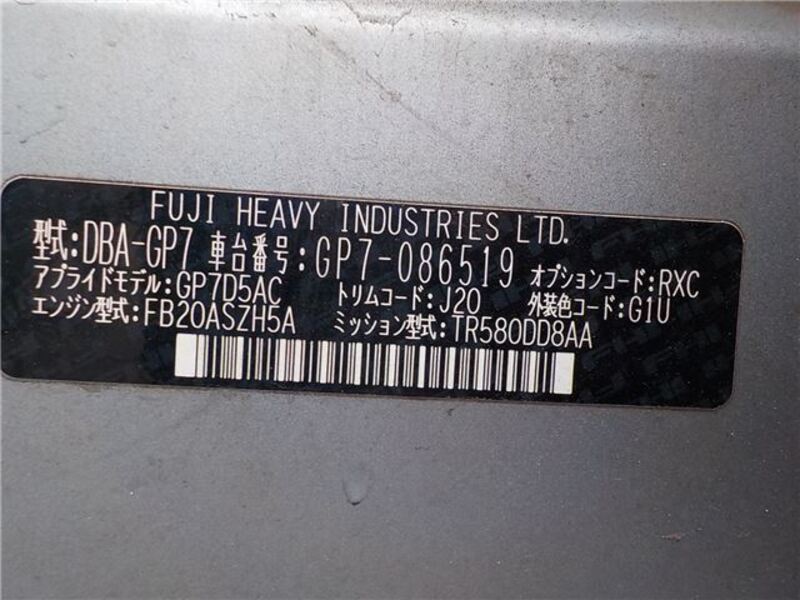 FUJI HEAVY INDUSTRIES LTD.
型式:DBA-GP7 車台番号:GP7-086519 オプションコード:RXC
アプライドモデル:GP7D5AC トリムコード:J20 外装色コード:G1U
エンジン型式:FB20ASZH5A ミッション型式:TR580DD8AA